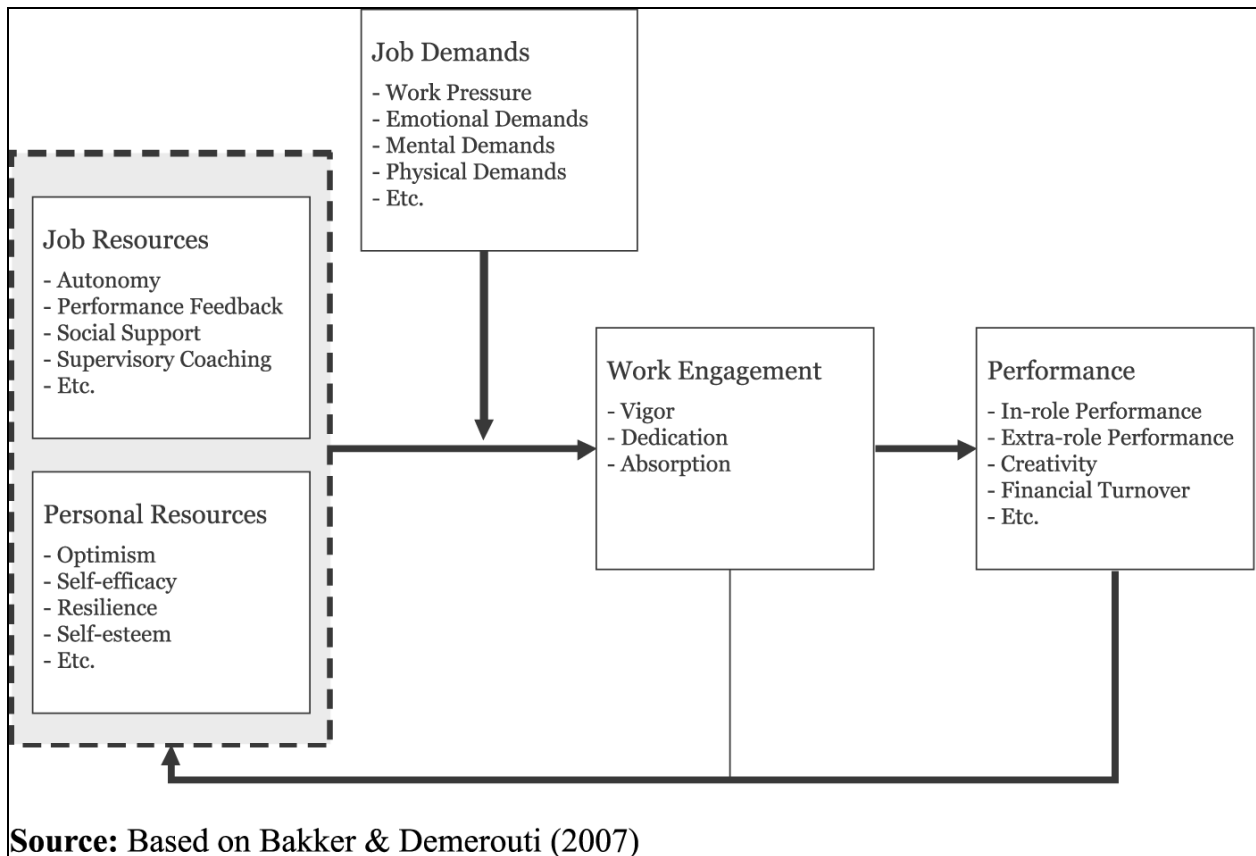 Job Demands
- Work Pressure
- Emotional Demands
- Mental Demands
- Physical Demands
- Etc.
Job Resources
- Autonomy
- Performance Feedback
- Social Support
- Supervisory Coaching
- Etc.
Personal Resources
- Optimism
- Self-efficacy
- Resilience
- Self-esteem
- Etc.
Work Engagement
- Vigor
- Dedication
- Absorption
Performance
- In-role Performance
- Extra-role Performance
- Creativity
- Financial Turnover
- Etc.
Source: Based on Bakker & Demerouti (2007)